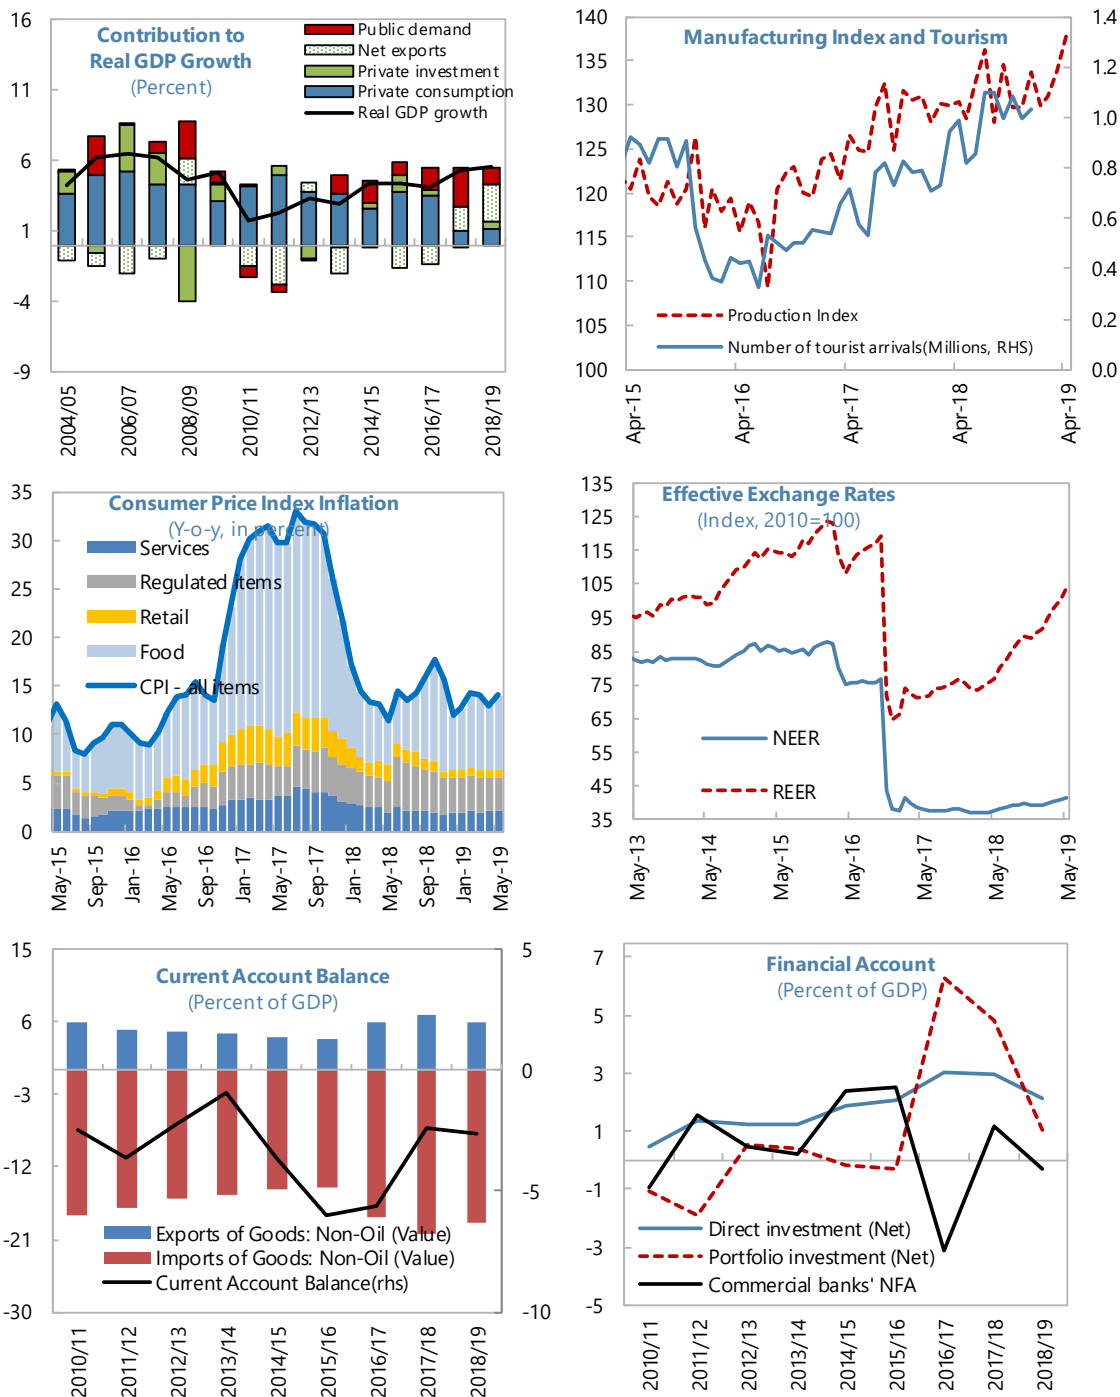 Contribution to
Real GDP Growth
(Percent)
Public demand
Net exports
Private investment
Private consumption
Real GDP growth
16
11
6
1
-4
-9
2004/05
2006/07
2008/09
2010/11
2012/13
2014/15
2016/17
2018/19
Manufacturing Index and Tourism
140
135
130
125
120
115
110
105
100
1.4
1.2
1.0
0.8
0.6
0.4
0.2
0.0
Production Index
Number of tourist arrivals(Millions, RHS)
Apr-15
Apr-16
Apr-17
Apr-18
Apr-19
Consumer Price Index Inflation
(Y-o-y, in percent)
Services
Regulated items
Retail
Food
CPI - all items
35
30
25
20
15
10
5
0
May-15
Sep-15
Jan- 16
May-16
Sep-16
Jan- 17
May-17
Sep-17
Jan- 18
May-18
Sep-18
Jan- 19
May-19
Effective Exchange Rates
(Index, 2010=100)
135
125
115
105
95
85
75
65
55
45
35
NEER
REER
May-13
May-14
May-15
May-16
May-17
May-18
May-19
Current Account Balance
(Percent of GDP)
15
6
-3
-12
-21
-30
5
0
-5
-10
Exports of Goods: Non-Oil (Value)
Imports of Goods: Non-Oil (Value)
Current Account Balance(rhs)
2010/11
2011/12
2012/13
2013/14
2014/15
2015/16
2016/17
2017/18
2018/19
Financial Account
(Percent of GDP)
7
5
3
1
-1
-3
-5
Direct investment (Net)
Portfolio investment (Net)
Commercial banks' NFA
2010/11
2011/12
2012/13
2013/14
2014/15
2015/16
2016/17
2017/18
2018/19